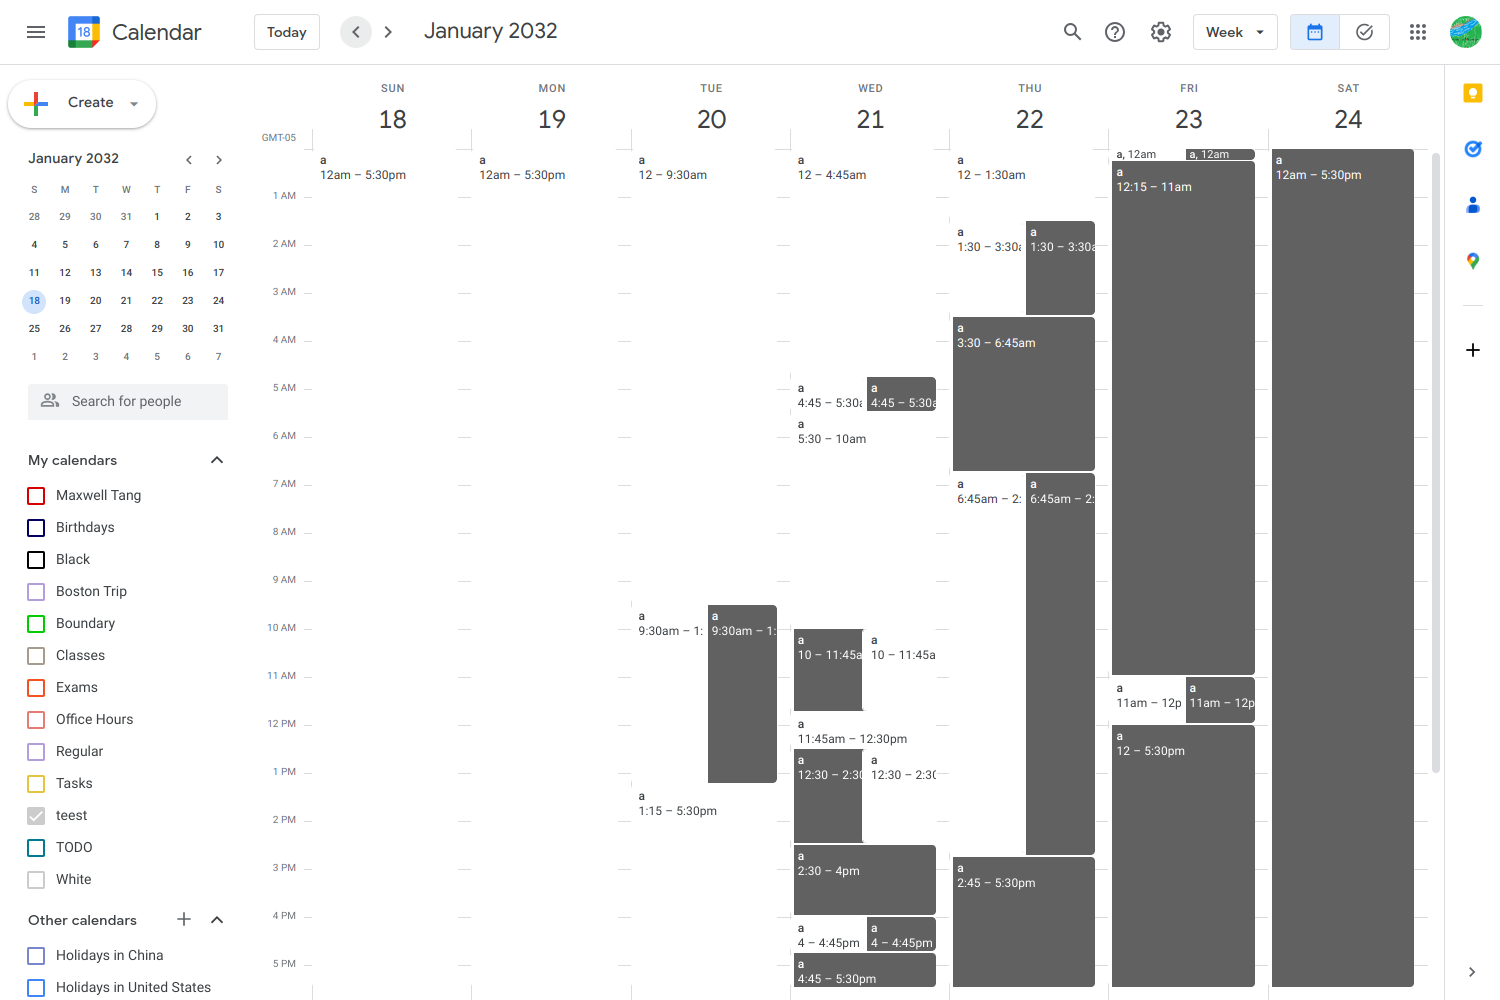 18 Calendar Today January 2032 Week
Create
January 2032
S M T W T F S
28 29 30 31 1 2 3
4 5 6 7 8 9 10
11 12 13 14 15 16 17
18 19 20 21 22 23 24
25 26 27 28 29 30 31
1 2 3 4 5 6 7
Search for people
My calendars
Maxwell Tang
Birthdays
Black
Boston Trip
Boundary
Classes
Exams
Office Hours
Regular
Tasks
teest
TODO
White
Other calendars
Holidays in China
Holidays in United States
SUN MON TUE WED THU FRI SAT
18 19 20 21 22 23 24
GMT-05
1 AM
2 AM
3 AM
4 AM
5 AM
6 AM
7 AM
8 AM
9 AM
10 AM
11 AM
12 PM
1 PM
2 PM
3 PM
4 PM
5 PM
a
12am – 5:30pm
a
12am – 5:30pm
a
12 – 9:30am
a
9:30am – 1:
a
9:30am – 1:
a
1:15 – 5:30pm
a
12 – 4:45am
a
4:45 – 5:30a
a
4:45 – 5:30a
a
5:30 – 10am
a
10 – 11:45a
a
10 – 11:45a
a
11:45am – 12:30pm
a
12:30 – 2:30
a
12:30 – 2:30
a
2:30 – 4pm
a
4 – 4:45pm
a
4 – 4:45pm
a
4:45 – 5:30pm
a
12 – 1:30am
a
1:30 – 3:30a
a
1:30 – 3:30a
a
3:30 – 6:45am
a
6:45am – 2:
a
6:45am – 2:
a
2:45 – 5:30pm
a, 12am
a, 12am
a
12:15 – 11am
a
11am – 12p
a
11am – 12p
a
12 – 5:30pm
a
12am – 5:30pm